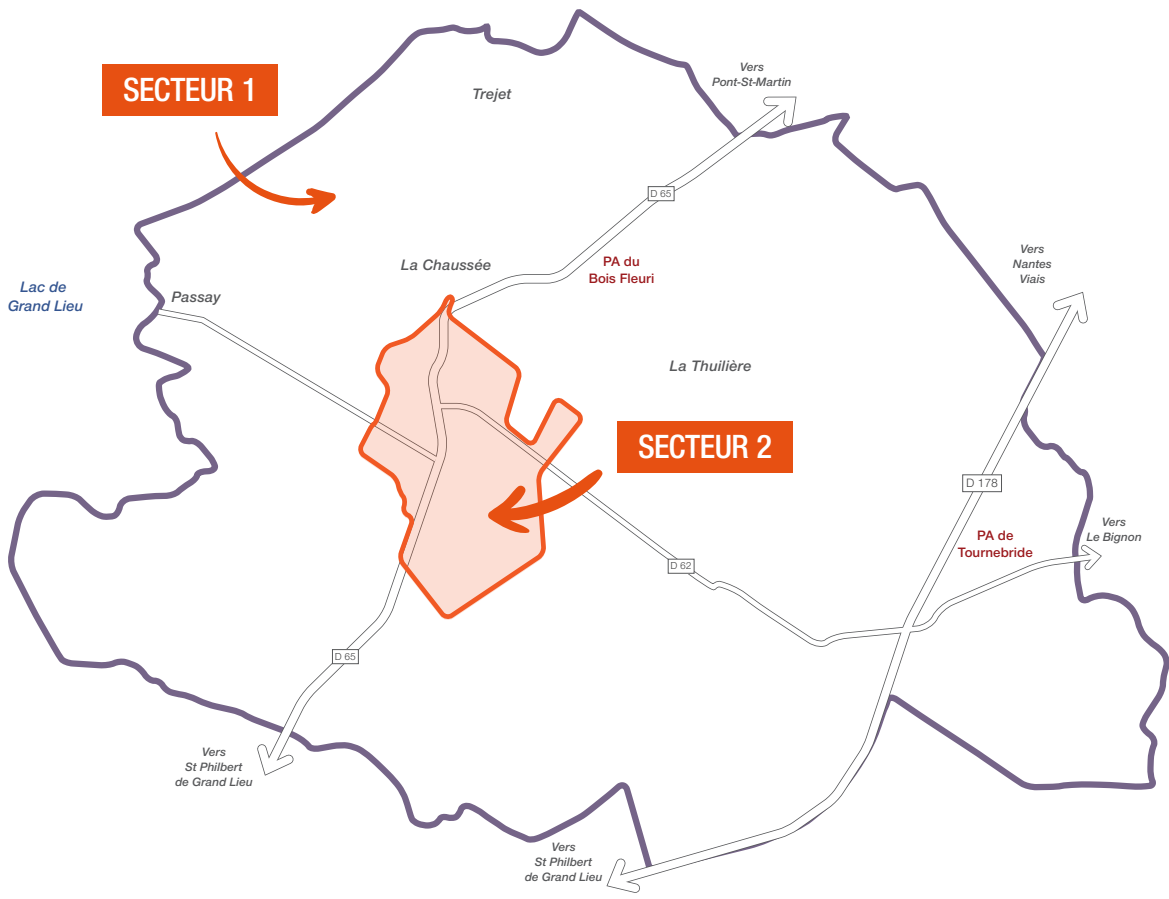 Vers
Pont-St-Martin
SECTEUR 1
Trejet
D 65
Vers
Nantes
Viais
La Chaussée
PA du
Bois Fleuri
Lac de
Grand Lieu
Passay
La Thuilière
SECTEUR 2
D 178
Vers
Le Bignon
PA de
Tournebride
D 62
D 65
Vers
St Philbert
de Grand Lieu
Vers
St Philbert
de Grand Lieu